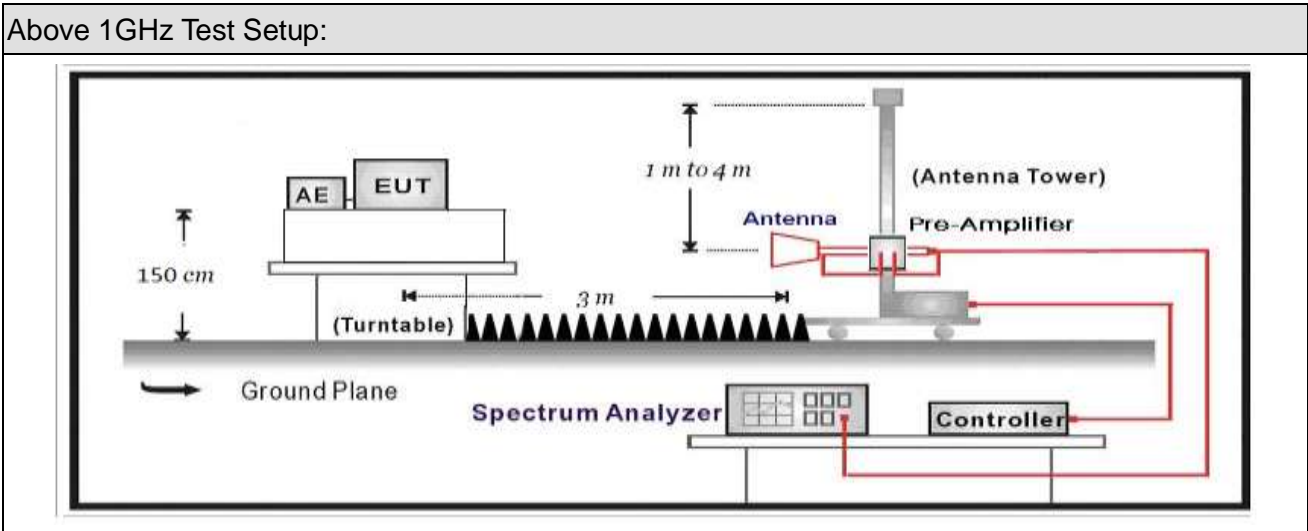 Above 1GHz Test Setup:
1 m to 4 m
(Antenna Tower)
AE
EUT
Antenna
Pre-Amplifier
150 cm
3 m
(Turntable)
Ground Plane
Spectrum Analyzer
Controller